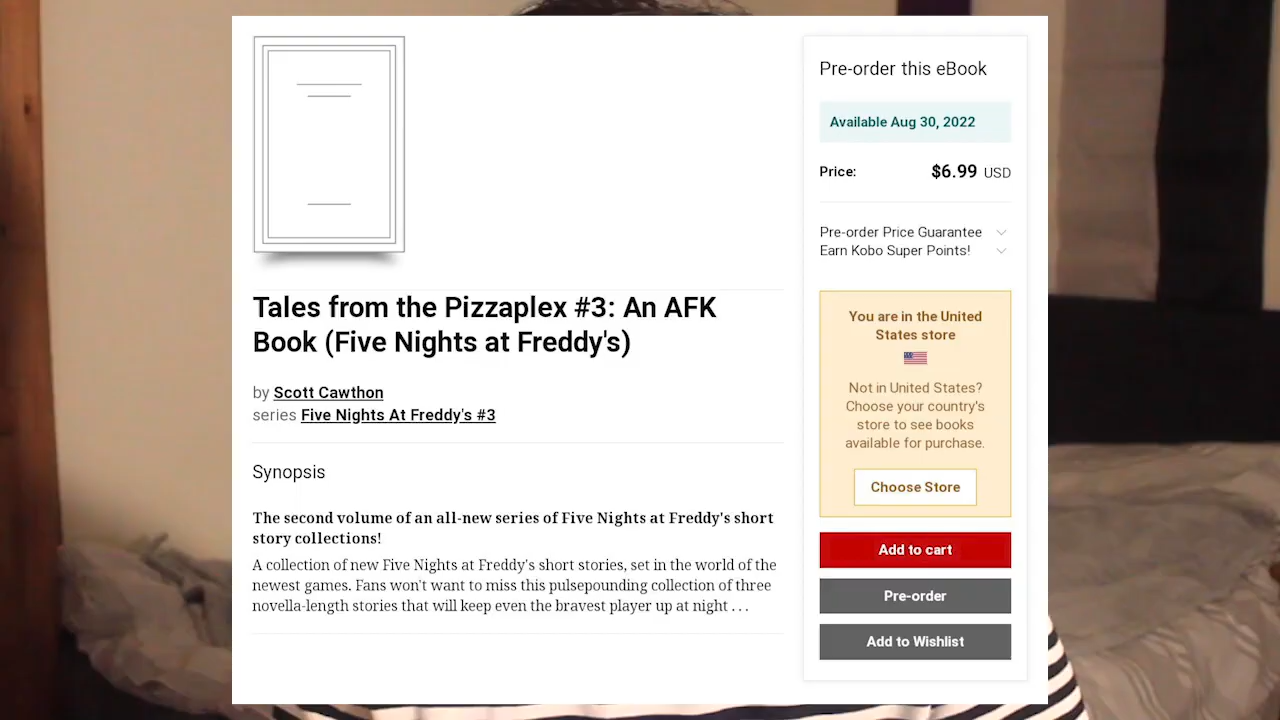 Tales from the Pizzaplex #3: An AFK
Book (Five Nights at Freddy's)
by Scott Cawthon
series Five Nights At Freddy's #3
Synopsis
The second volume of an all-new series of Five Nights at Freddy's short
story collections!
A collection of new Five Nights at Freddy's short stories, set in the world of the
newest games. Fans won't want to miss this pulsepounding collection of three
novella-length stories that will keep even the bravest player up at night . . .
Pre-order this eBook
Available Aug 30, 2022
Price: $6.99 USD
Pre-order Price Guarantee
Earn Kobo Super Points!
You are in the United
States store
Not in United States?
Choose your country's
store to see books
available for purchase.
Choose Store
Add to cart
Pre-order
Add to Wishlist